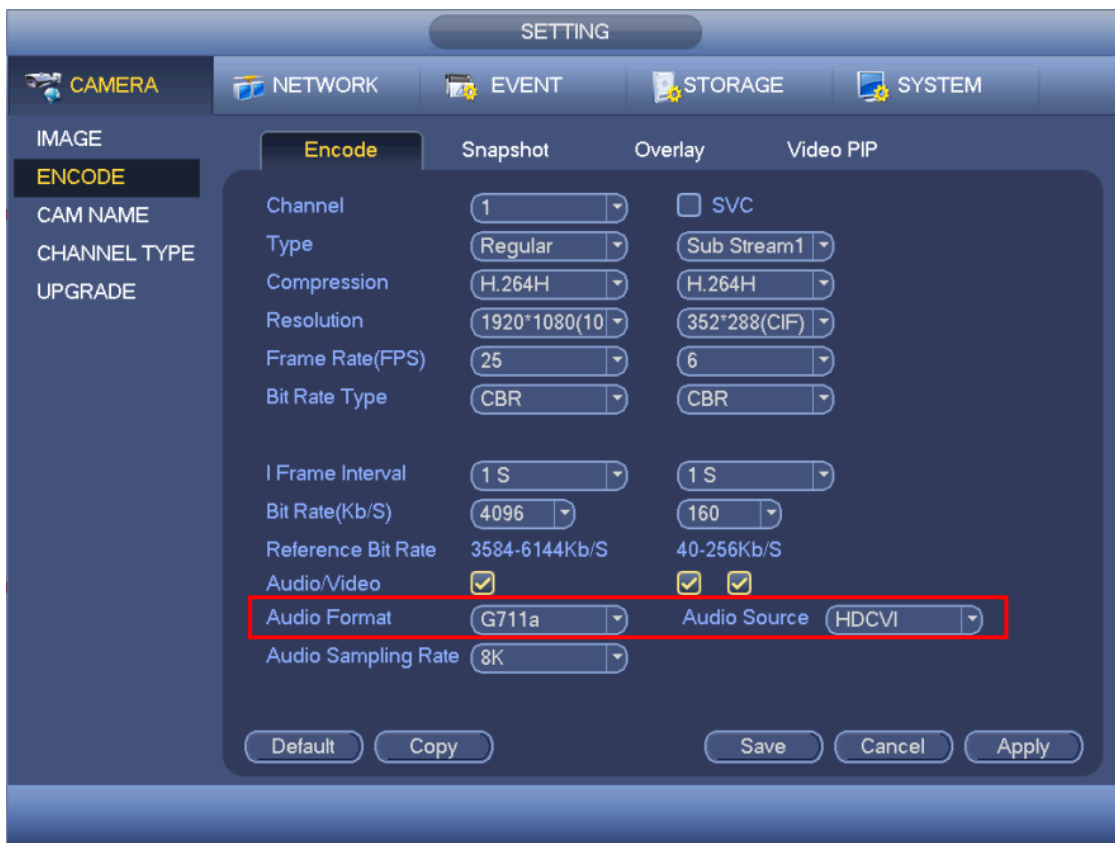 SETTING
CAMERA NETWORK EVENT STORAGE SYSTEM
IMAGE
ENCODE
CAM NAME
CHANNEL TYPE
UPGRADE
Encode Snapshot Overlay Video PIP
Channel 1 SVC
Type Regular Sub Stream1
Compression H.264H H.264H
Resolution 1920*1080(10 352*288(CIF)
Frame Rate(FPS) 25 6
Bit Rate Type CBR CBR
I Frame Interval 1 S 1 S
Bit Rate(Kb/S) 4096 160
Reference Bit Rate 3584-6144Kb/S 40-256Kb/S
Audio/Video
Audio Format G711a Audio Source HDCVI
Audio Sampling Rate 8K
Default Copy Save Cancel Apply